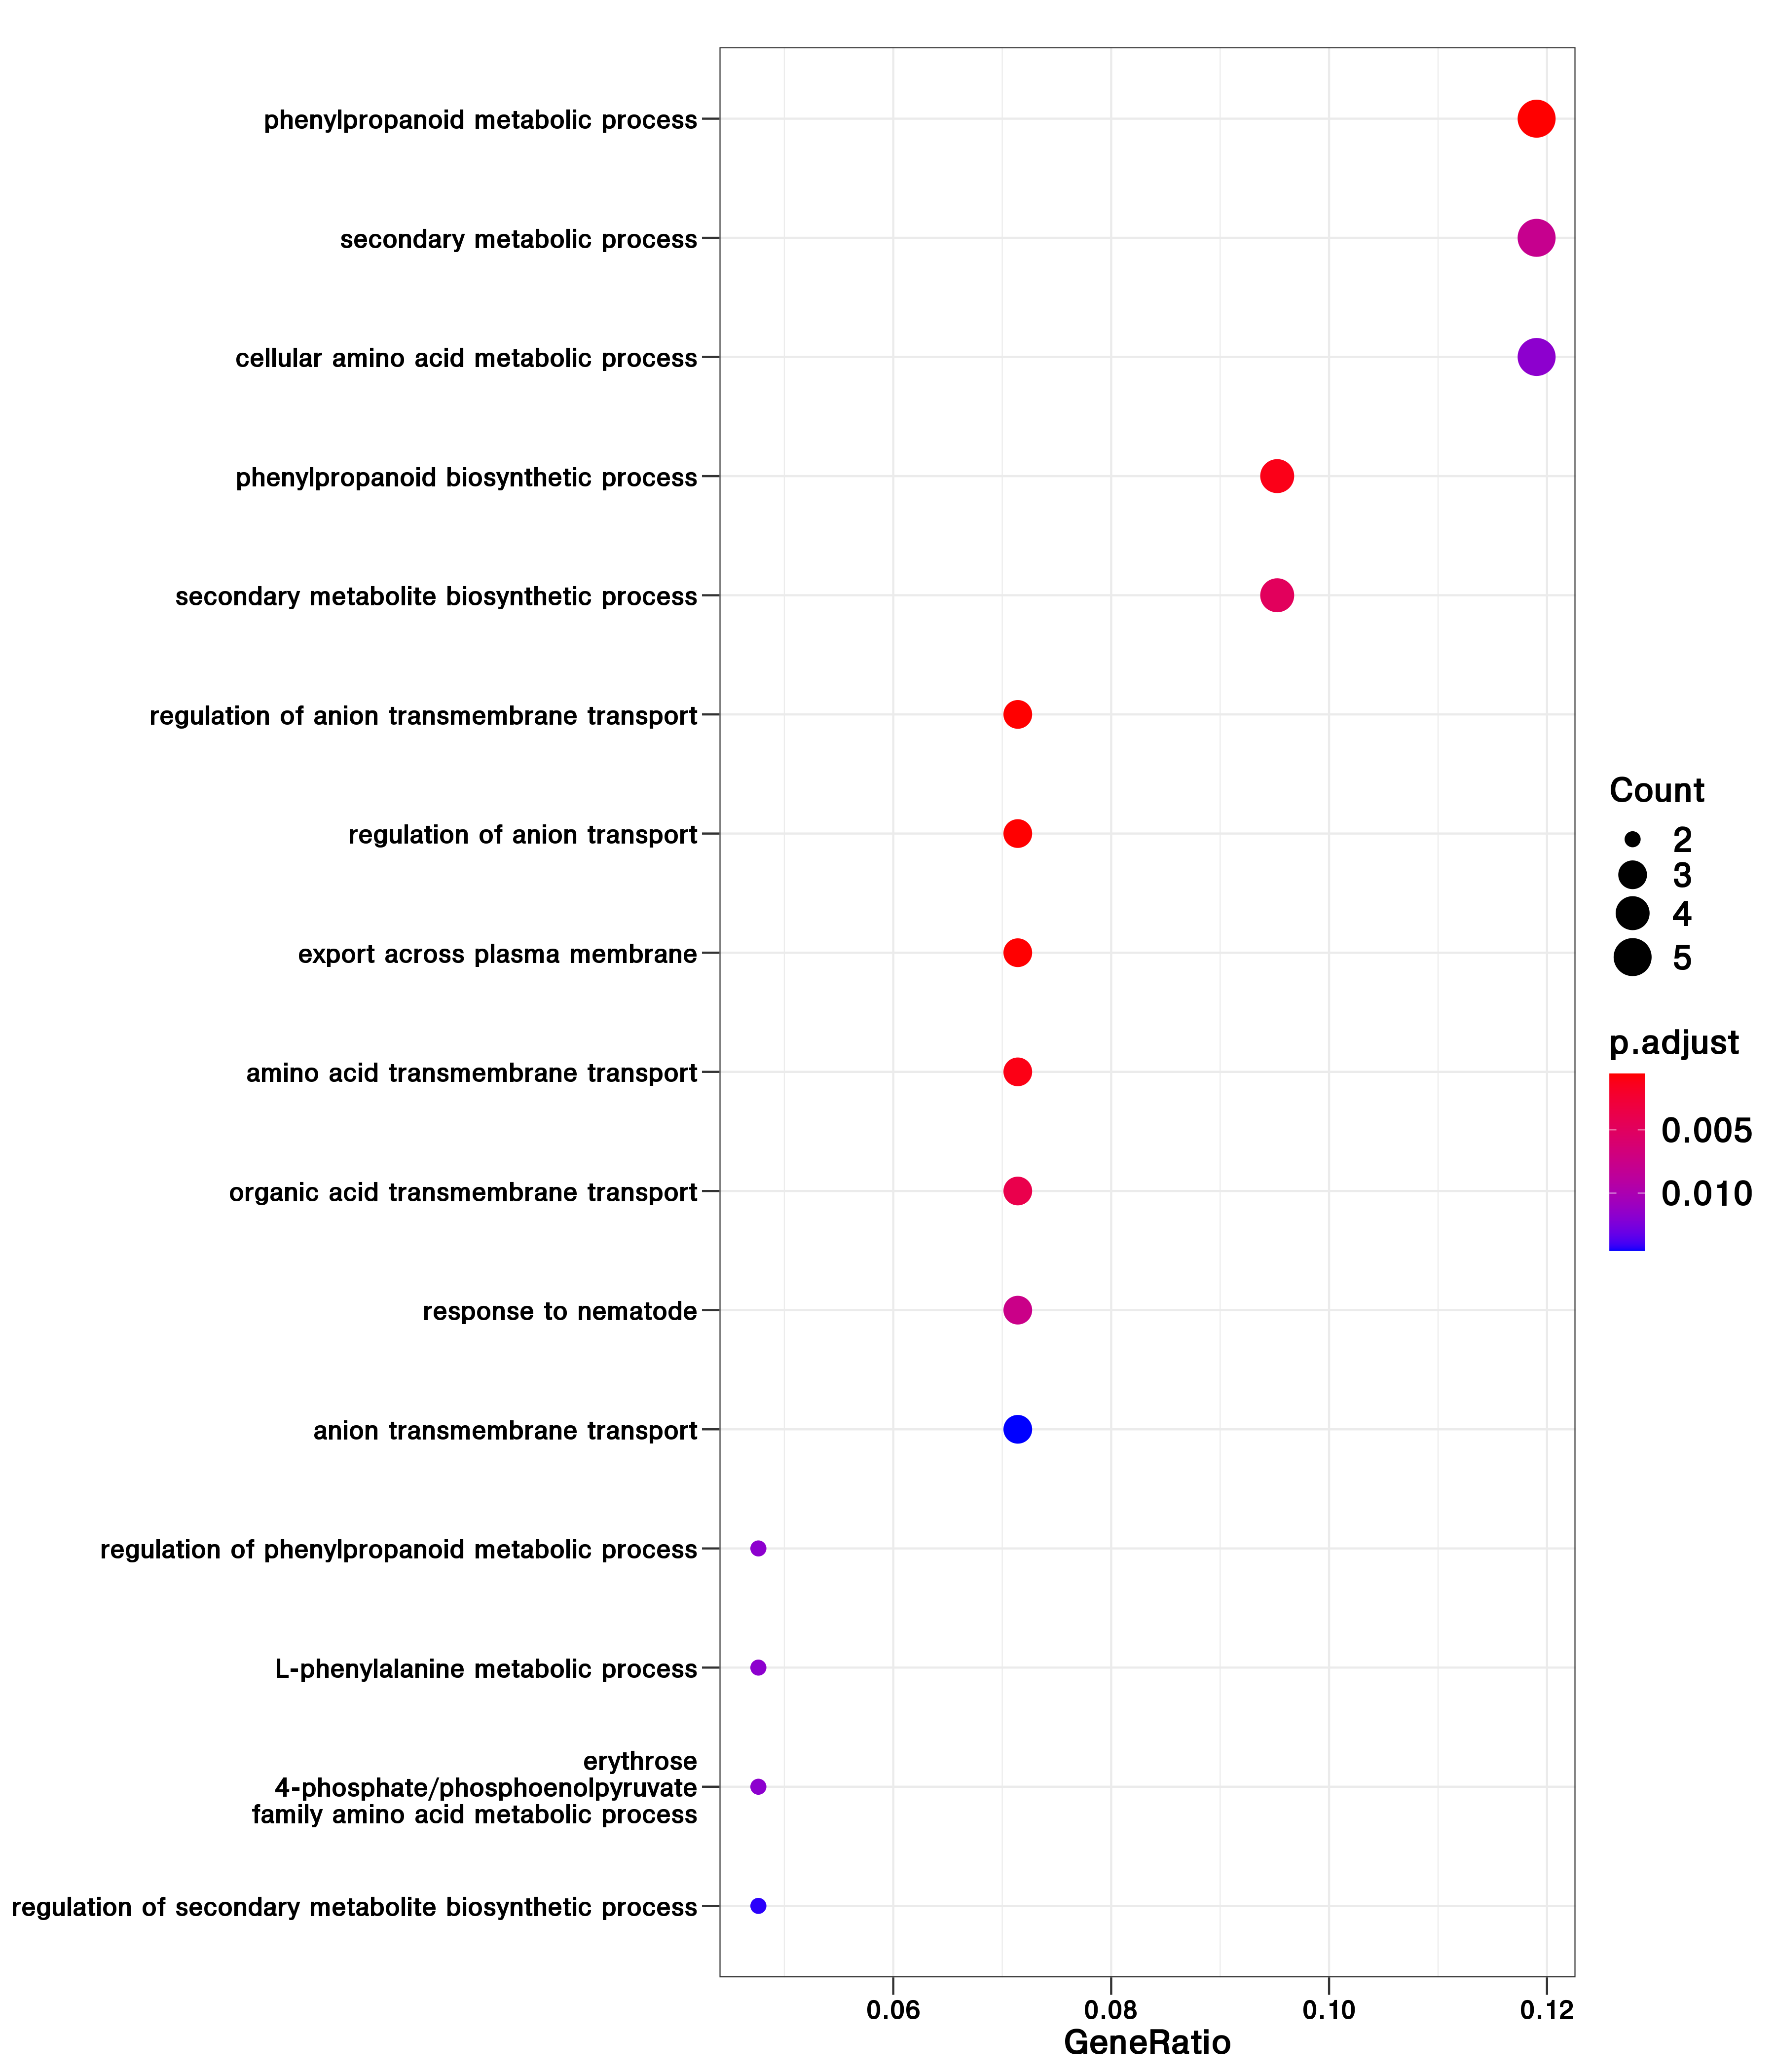 phenylpropanoid metabolic process
secondary metabolic process
cellular amino acid metabolic process
phenylpropanoid biosynthetic process
secondary metabolite biosynthetic process
regulation of anion transmembrane transport
regulation of anion transport
export across plasma membrane
amino acid transmembrane transport
organic acid transmembrane transport
response to nematode
anion transmembrane transport
regulation of phenylpropanoid metabolic process
L-phenylalanine metabolic process
erythrose
4-phosphate/phosphoenolpyruvate
family amino acid metabolic process
regulation of secondary metabolite biosynthetic process
0.06 0.08 0.10 0.12
GeneRatio
Count
2
3
4
5
p.adjust
0.005
0.010